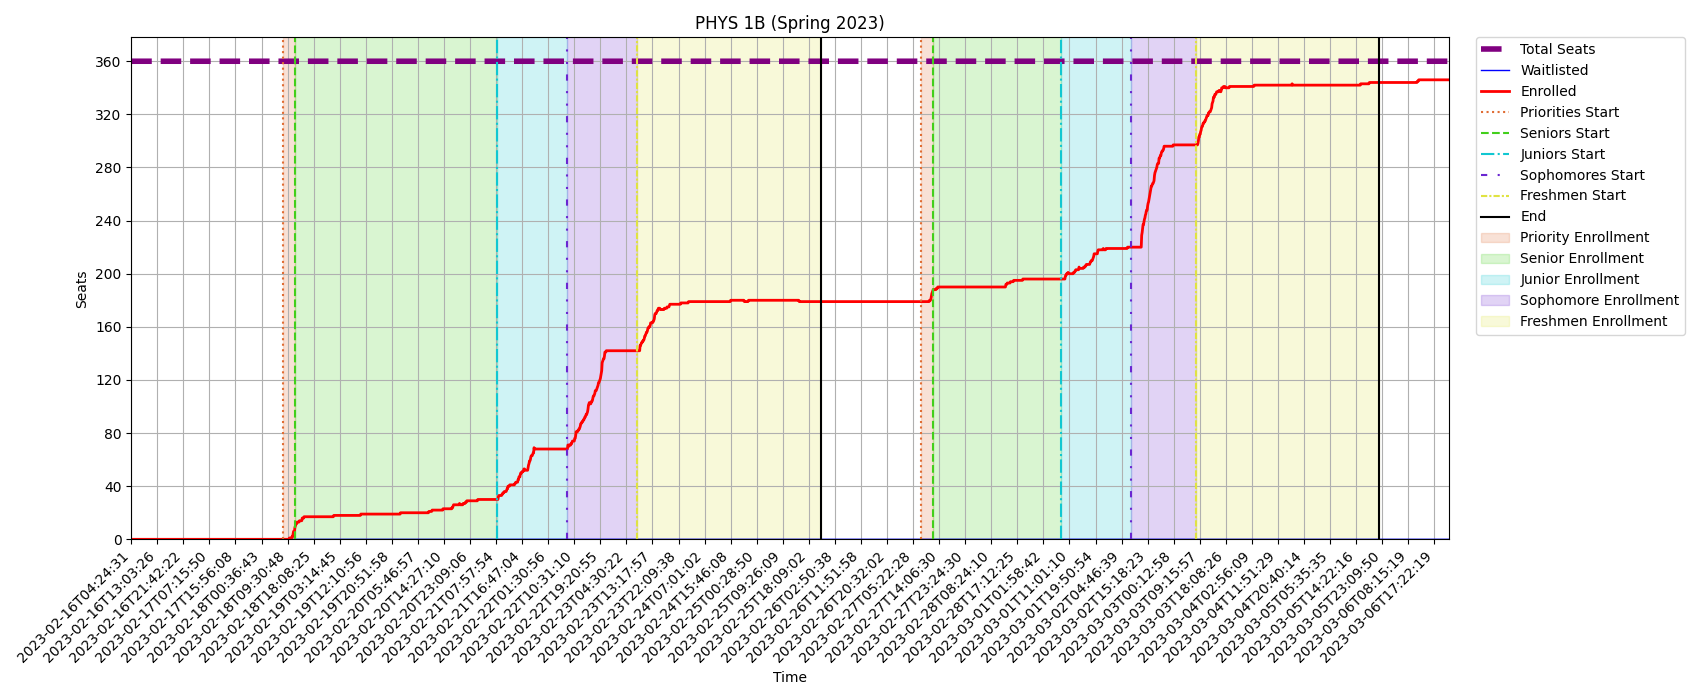 PHYS 1B (Spring 2023)
Seats
360
320
280
240
200
160
120
80
40
0
2023-02-16T04:24:31
2023-02-16T13:03:26
2023-02-16T21:42:22
2023-02-17T07:15:50
2023-02-17T15:56:08
2023-02-18T00:36:43
2023-02-18T09:30:48
2023-02-18T18:08:25
2023-02-19T03:14:45
2023-02-19T12:10:56
2023-02-19T20:51:58
2023-02-20T05:46:57
2023-02-20T14:27:10
2023-02-20T23:09:06
2023-02-21T07:57:54
2023-02-21T16:47:04
2023-02-22T01:30:56
2023-02-22T10:31:10
2023-02-22T19:20:55
2023-02-23T04:30:22
2023-02-23T13:17:57
2023-02-23T22:09:38
2023-02-24T07:01:02
2023-02-24T15:46:08
2023-02-25T00:28:50
2023-02-25T09:26:09
2023-02-25T18:09:02
2023-02-26T02:50:38
2023-02-26T11:51:58
2023-02-26T20:32:02
2023-02-27T05:22:28
2023-02-27T14:06:30
2023-02-27T23:24:30
2023-02-28T08:24:10
2023-02-28T17:12:25
2023-03-01T01:58:42
2023-03-01T11:01:10
2023-03-01T19:50:54
2023-03-02T04:46:39
2023-03-02T15:18:23
2023-03-03T00:12:58
2023-03-03T09:15:57
2023-03-03T18:08:26
2023-03-04T02:56:09
2023-03-04T11:51:29
2023-03-04T20:40:14
2023-03-05T05:35:35
2023-03-05T14:22:16
2023-03-05T23:09:50
2023-03-06T08:15:19
2023-03-06T17:22:19
Time
Total Seats
Waitlisted
Enrolled
Priorities Start
Seniors Start
Juniors Start
Sophomores Start
Freshmen Start
End
Priority Enrollment
Senior Enrollment
Junior Enrollment
Sophomore Enrollment
Freshmen Enrollment